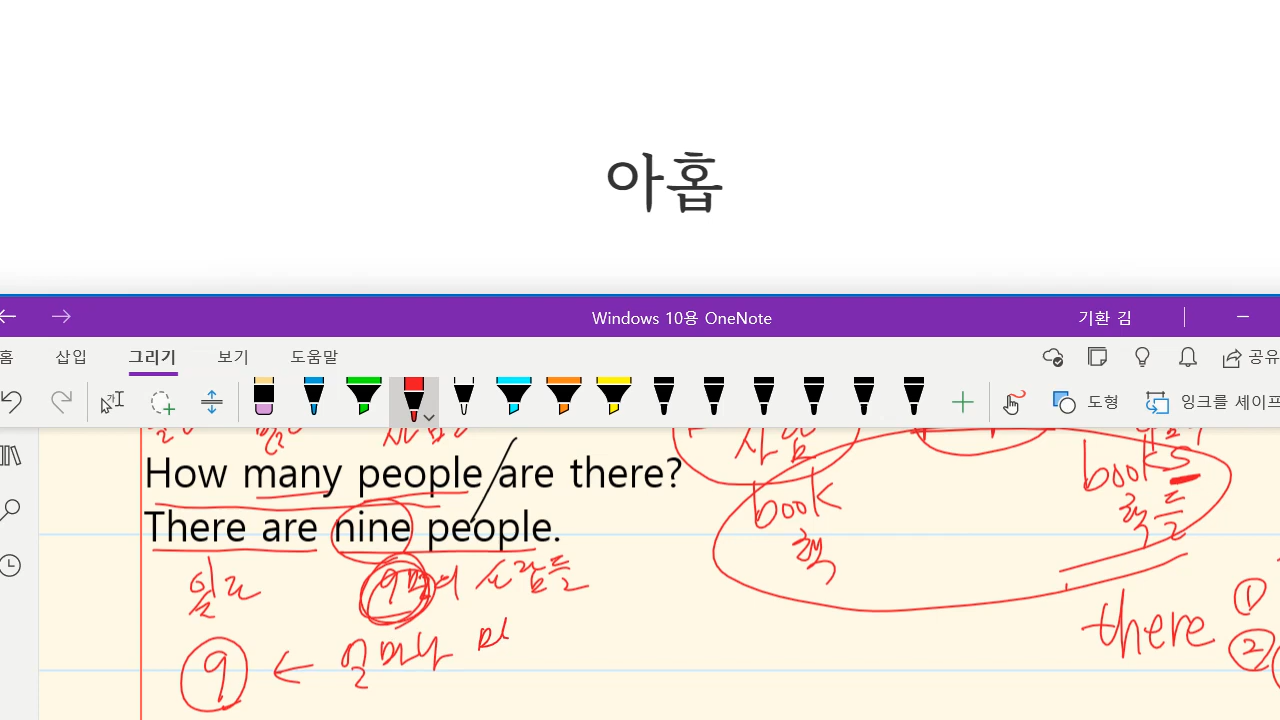 아홉
Windows 10용 OneNote
기환 김
홈 삽입 그리기 보기 도움말
공유
도형
잉크를 셰이프
사람
How many people are there?
book
books
책
책들
There are nine people.
9명의 사람들
there ①
②
9 ← 얼마나